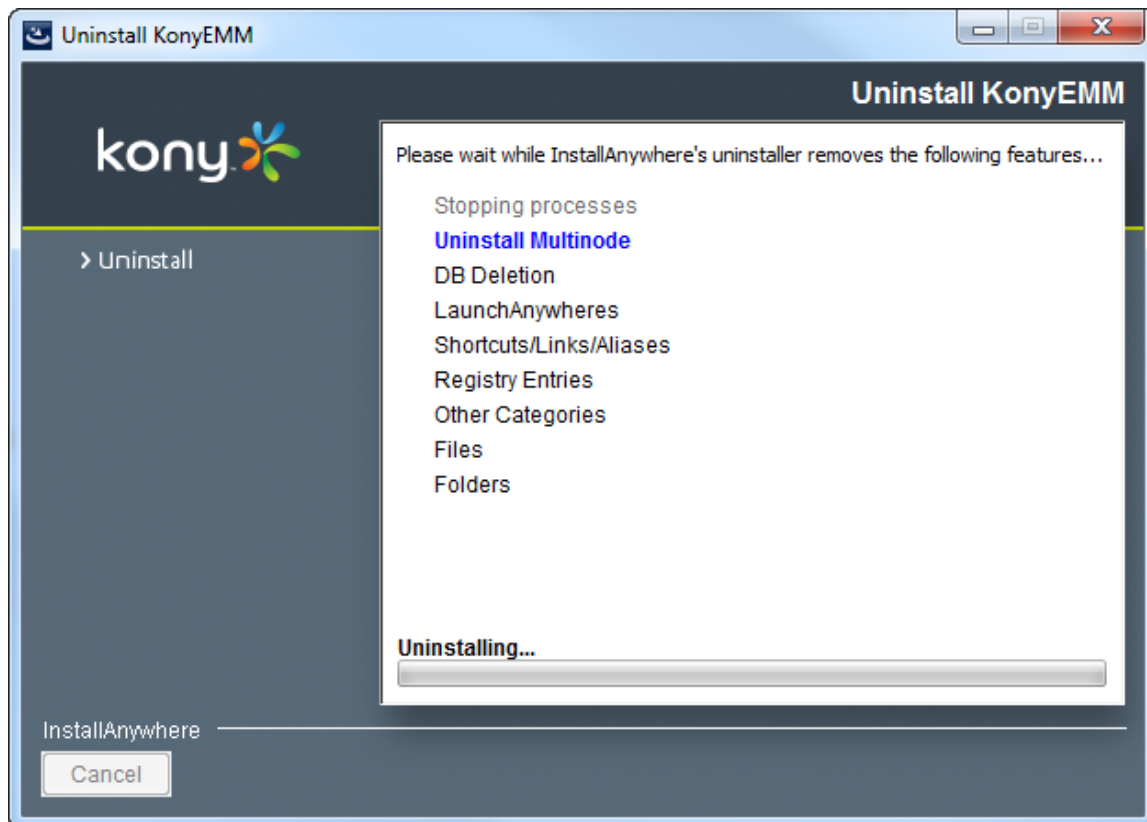 Uninstall KonyEMM
Uninstall KonyEMM
kony
Please wait while InstallAnywhere's uninstaller removes the following features...
Stopping processes
Uninstall Multinode
DB Deletion
LaunchAnywheres
Shortcuts/Links/Aliases
Registry Entries
Other Categories
Files
Folders
> Uninstall
Uninstalling...
InstallAnywhere
Cancel